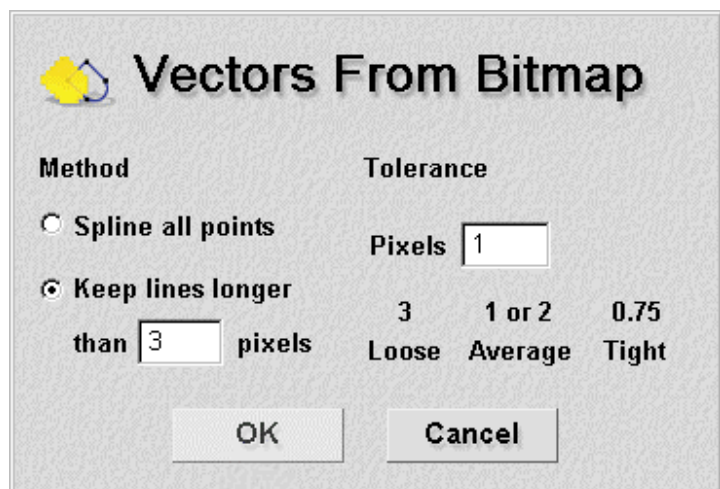 Vectors From Bitmap
Method
Spline all points
Keep lines longer
than 3 pixels
Tolerance
Pixels 1
3 1 or 2 0.75
Loose Average Tight
OK Cancel